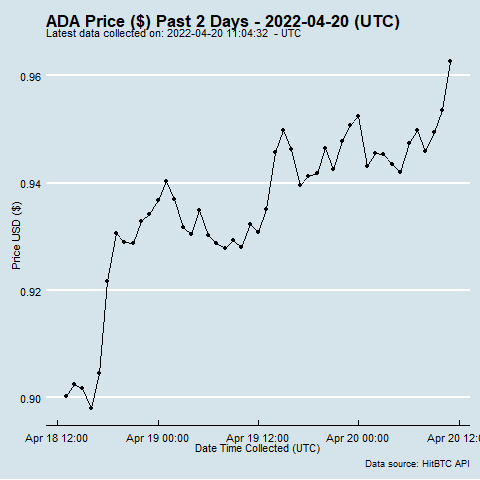 ADA Price ($) Past 2 Days - 2022-04-20 (UTC)
Latest data collected on: 2022-04-20 11:04:32 - UTC
0.96
0.94
0.92
0.90
Price USD ($)
Apr 18 12:00 Apr 19 00:00 Apr 19 12:00 Apr 20 00:00 Apr 20 12:0
Date Time Collected (UTC)
Data source: HitBTC API